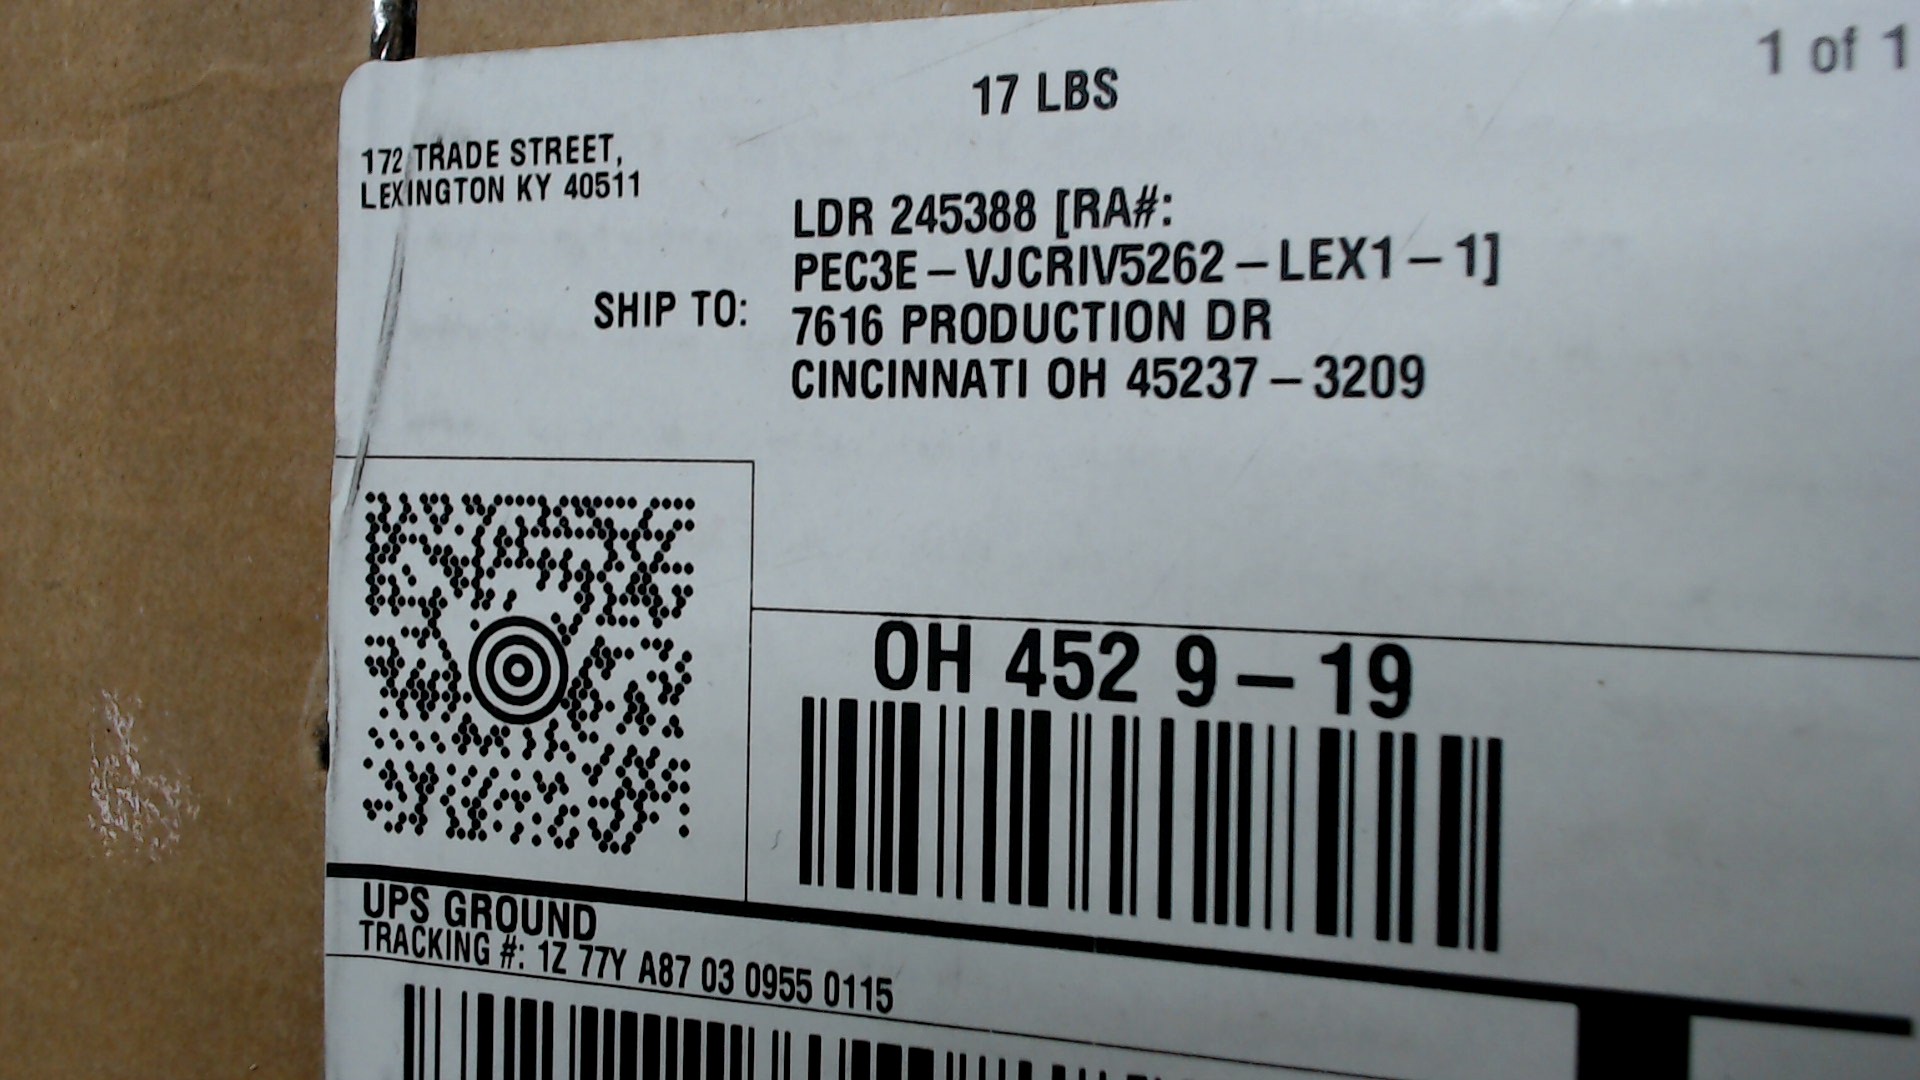 1 of 1
17 LBS
172 TRADE STREET,
LEXINGTON KY 40511
LDR 245388 [RA#:
PEC3E – VJCRIV5262 – LEX1 – 1]
SHIP TO:
7616 PRODUCTION DR
CINCINNATI OH 45237 – 3209
OH 452 9 – 19
UPS GROUND
TRACKING #: 1Z 77Y A87 03 0955 0115